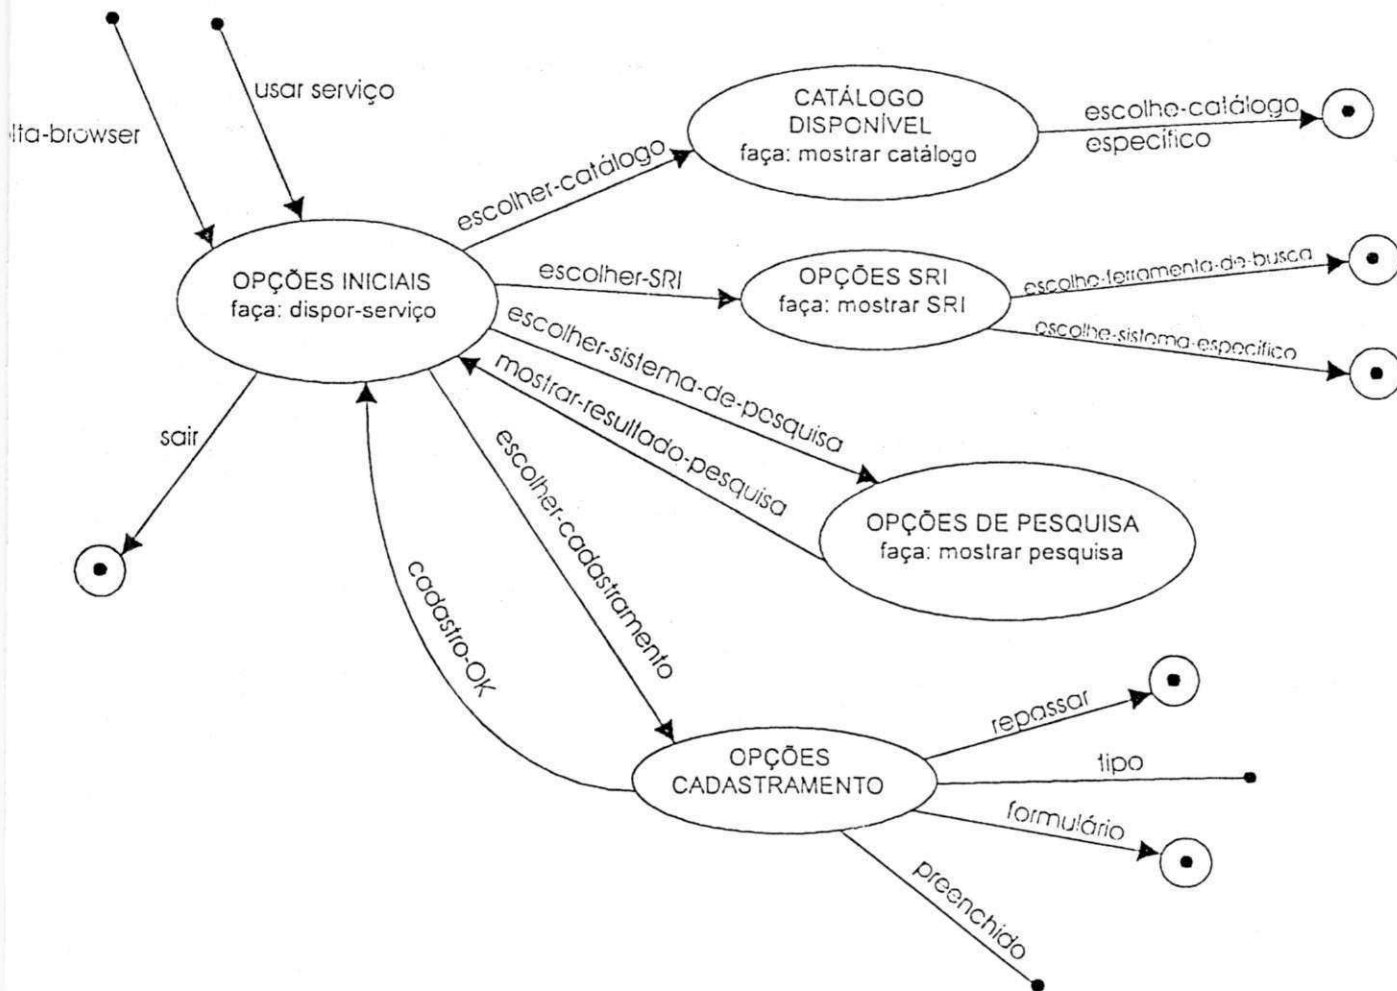 usar serviço
lta-browser
CATÁLOGO
DISPONÍVEL
faça: mostrar catálogo
escolhe-catálogo
específico
escolher-catálogo
OPÇÕES INICIAIS
faça: dispor-serviço
escolher-SRI
OPÇÕES SRI
faça: mostrar SRI
escolhe-ferramenta-de-busca
escolhe-sistema-específico
escolher-sistema-de-pesquisa
mostrar-resultado-pesquisa
sair
OPÇÕES DE PESQUISA
faça: mostrar pesquisa
escolher-cadastramento
cadastro-OK
OPÇÕES
CADASTRAMENTO
repassar
tipo
formulário
preenchido